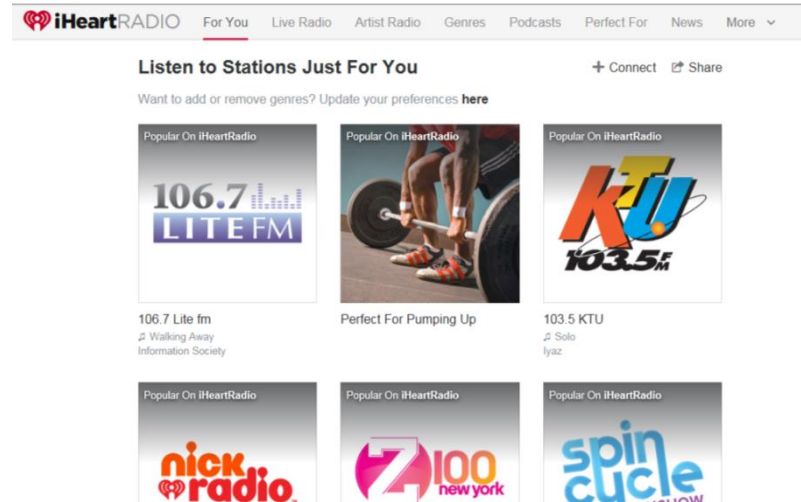 iHeartRADIO For You Live Radio Artist Radio Genres Podcasts Perfect For News More
Listen to Stations Just For You
+ Connect Share
Want to add or remove genres? Update your preferences here
Popular On iHeartRadio
106.7
LITE FM
106.7 Lite fm
Walking Away
Information Society
Popular On iHeartRadio
Perfect For Pumping Up
Popular On iHeartRadio
KTU
103.5 FM
103.5 KTU
Solo
Iyaz
Popular On iHeartRadio
nick
radio
Popular On iHeartRadio
Z100
new york
Popular On iHeartRadio
spin
cycle
SHOW